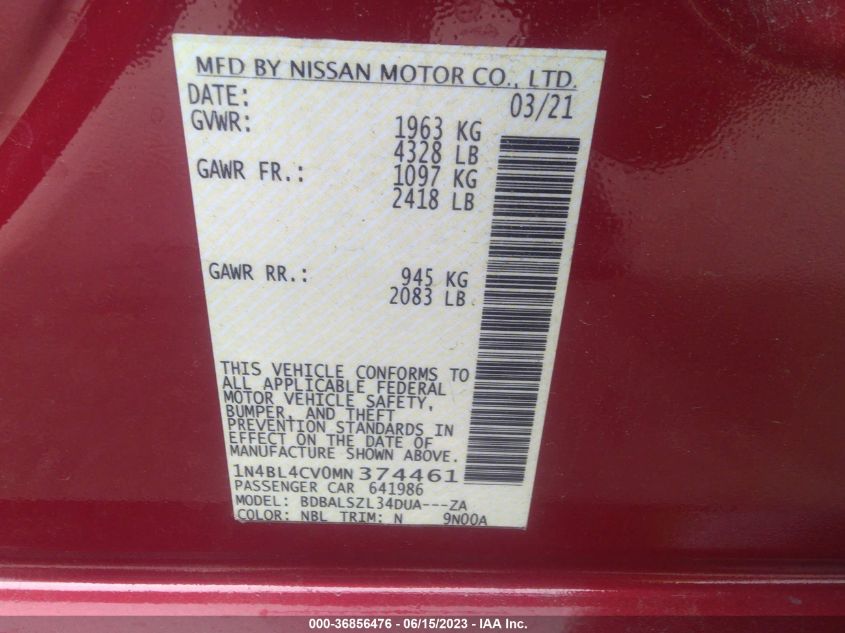 MFD BY NISSAN MOTOR CO., LTD.
DATE: 03/21
GVWR: 1963 KG
4328 LB
GAWR FR.: 1097 KG
2418 LB
GAWR RR.: 945 KG
2083 LB
THIS VEHICLE CONFORMS TO
ALL APPLICABLE FEDERAL
MOTOR VEHICLE SAFETY,
BUMPER, AND THEFT
PREVENTION STANDARDS IN
EFFECT ON THE DATE OF
MANUFACTURE SHOWN ABOVE.
1N4BL4CV0MN 374461
PASSENGER CAR 641986
MODEL: BDBALSZL34DUA---ZA
COLOR: NBL TRIM: N 9N00A
000-36856476 - 06/15/2023 - IAA Inc.